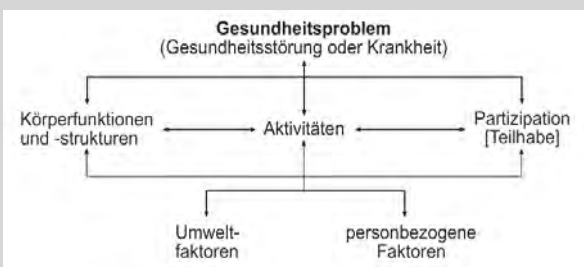 Gesundheitsproblem
(Gesundheitsstörung oder Krankheit)
Körperfunktionen
und -strukturen
Aktivitäten
Partizipation
[Teilhabe]
Umwelt-
faktoren
personbezogene
Faktoren